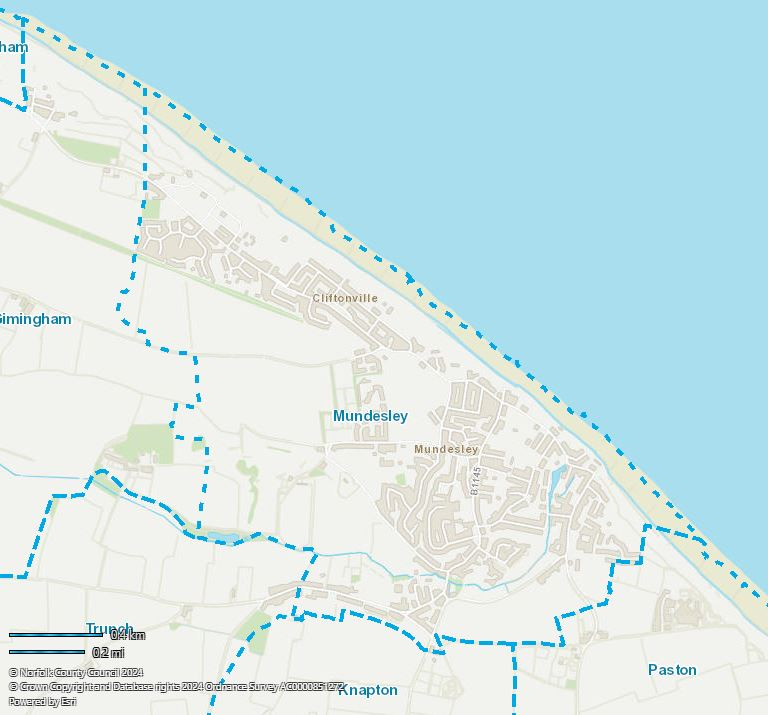 ham
Cliftonville
Gimingham
Mundesley
Mundesley
B1145
Trunch
0.4 km
0.2 mi
Paston
© Norfolk County Council 2024
© Crown Copyright and Database rights 2024 Ordnance Survey AC0000851272
Knapton
Powered by Esri